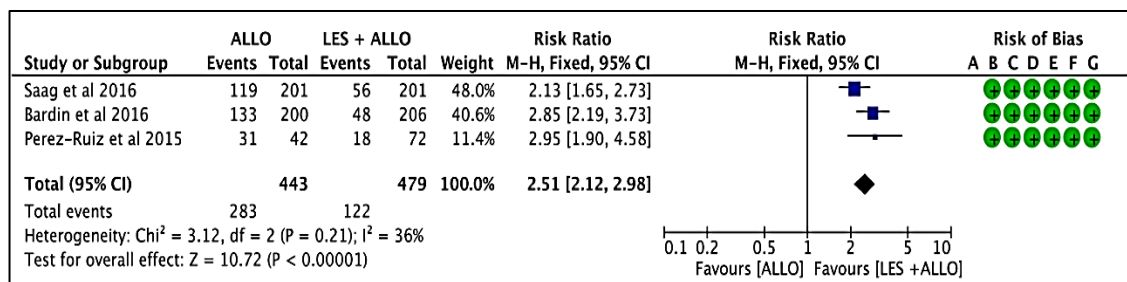 ALLO LES + ALLO Risk Ratio Risk Ratio Risk of Bias
Study or Subgroup Events Total Events Total Weight M-H, Fixed, 95% CI M-H, Fixed, 95% CI A B C D E F G
Saag et al 2016 119 201 56 201 48.0% 2.13 [1.65, 2.73] + + + + + +
Bardin et al 2016 133 200 48 206 40.6% 2.85 [2.19, 3.73] + + + + + +
Perez-Ruiz et al 2015 31 42 18 72 11.4% 2.95 [1.90, 4.58] + + + + + +
Total (95% CI) 443 479 100.0% 2.51 [2.12, 2.98]
Total events 283 122
Heterogeneity: Chi² = 3.12, df = 2 (P = 0.21); I² = 36%
Test for overall effect: Z = 10.72 (P < 0.00001)
0.1 0.2 0.5 1 2 5 10
Favours [ALLO] Favours [LES +ALLO]